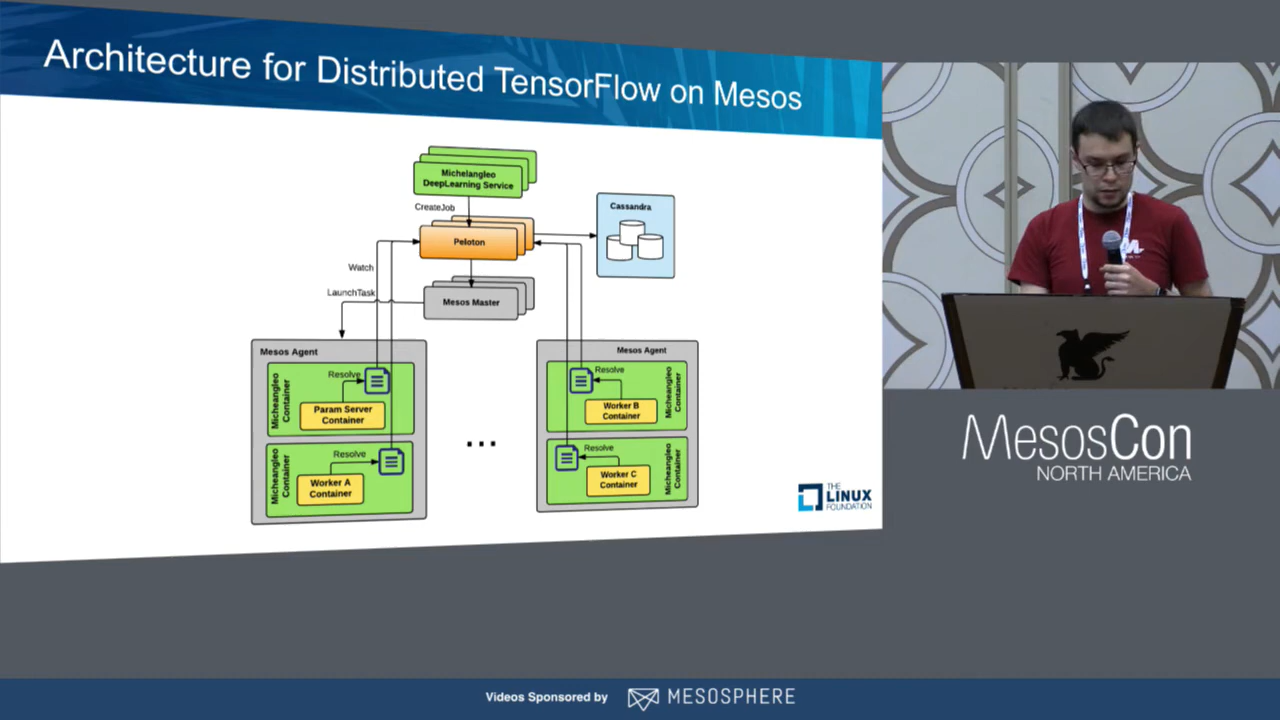 Architecture for Distributed TensorFlow on Mesos
Michelangleo
DeepLearning Service
CreateJob
Peloton
Cassandra
Watch
LaunchTask
Mesos Master
Mesos Agent
Micheangleo
Container
Resolve
Param Server
Container
Micheangleo
Container
Resolve
Worker A
Container
...
Mesos Agent
Resolve
Worker B
Container
Micheangleo
Container
Resolve
Worker C
Container
Micheangleo
Container
THE
LINUX
FOUNDATION
MesosCon
NORTH AMERICA
Videos Sponsored by
MESOSPHERE